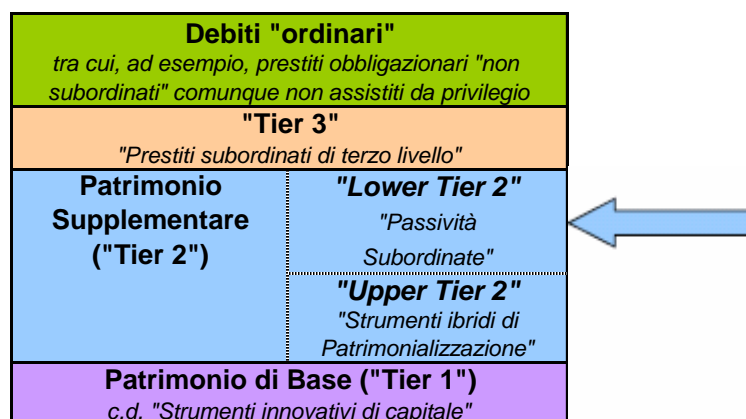 Debiti "ordinari"
tra cui, ad esempio, prestiti obbligazionari "non
subordinati" comunque non assistiti da privilegio
"Tier 3"
"Prestiti subordinati di terzo livello"
Patrimonio
Supplementare
("Tier 2")
"Lower Tier 2"
"Passività
Subordinate"
"Upper Tier 2"
"Strumenti ibridi di
Patrimonializzazione"
Patrimonio di Base ("Tier 1")
c.d. "Strumenti innovativi di capitale"